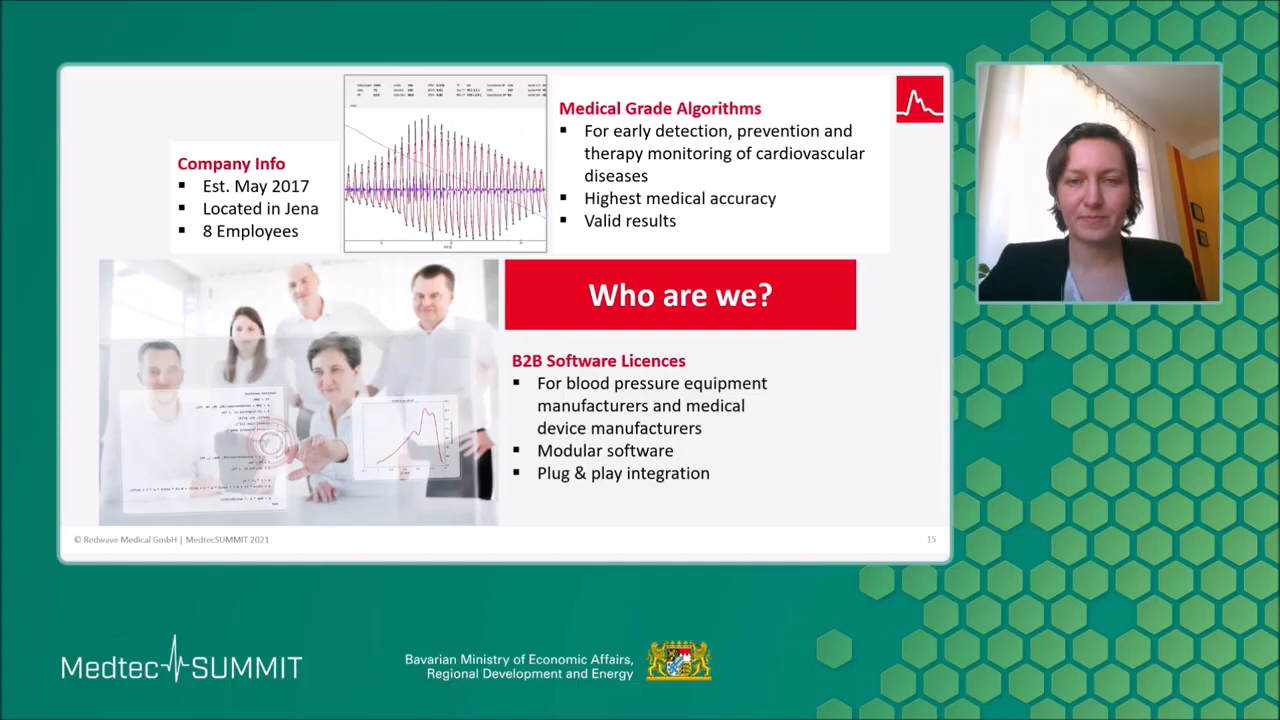 Company Info
▪ Est. May 2017
▪ Located in Jena
▪ 8 Employees
Medical Grade Algorithms
▪ For early detection, prevention and
therapy monitoring of cardiovascular
diseases
▪ Highest medical accuracy
▪ Valid results
Who are we?
B2B Software Licences
▪ For blood pressure equipment
manufacturers and medical
device manufacturers
▪ Modular software
▪ Plug & play integration
© Redwave Medical GmbH | MedtecSUMMIT 2021
15
Medtec SUMMIT
Bavarian Ministry of Economic Affairs,
Regional Development and Energy